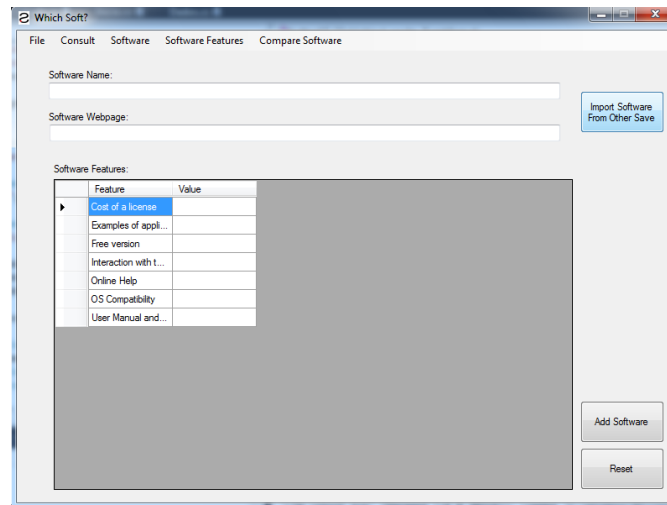 Which Soft?
File Consult Software Software Features Compare Software
Software Name:
Import Software
From Other Save
Software Webpage:
Software Features:
Feature Value
Cost of a license
Examples of appli...
Free version
Interaction with t...
Online Help
OS Compatibility
User Manual and...
Add Software
Reset